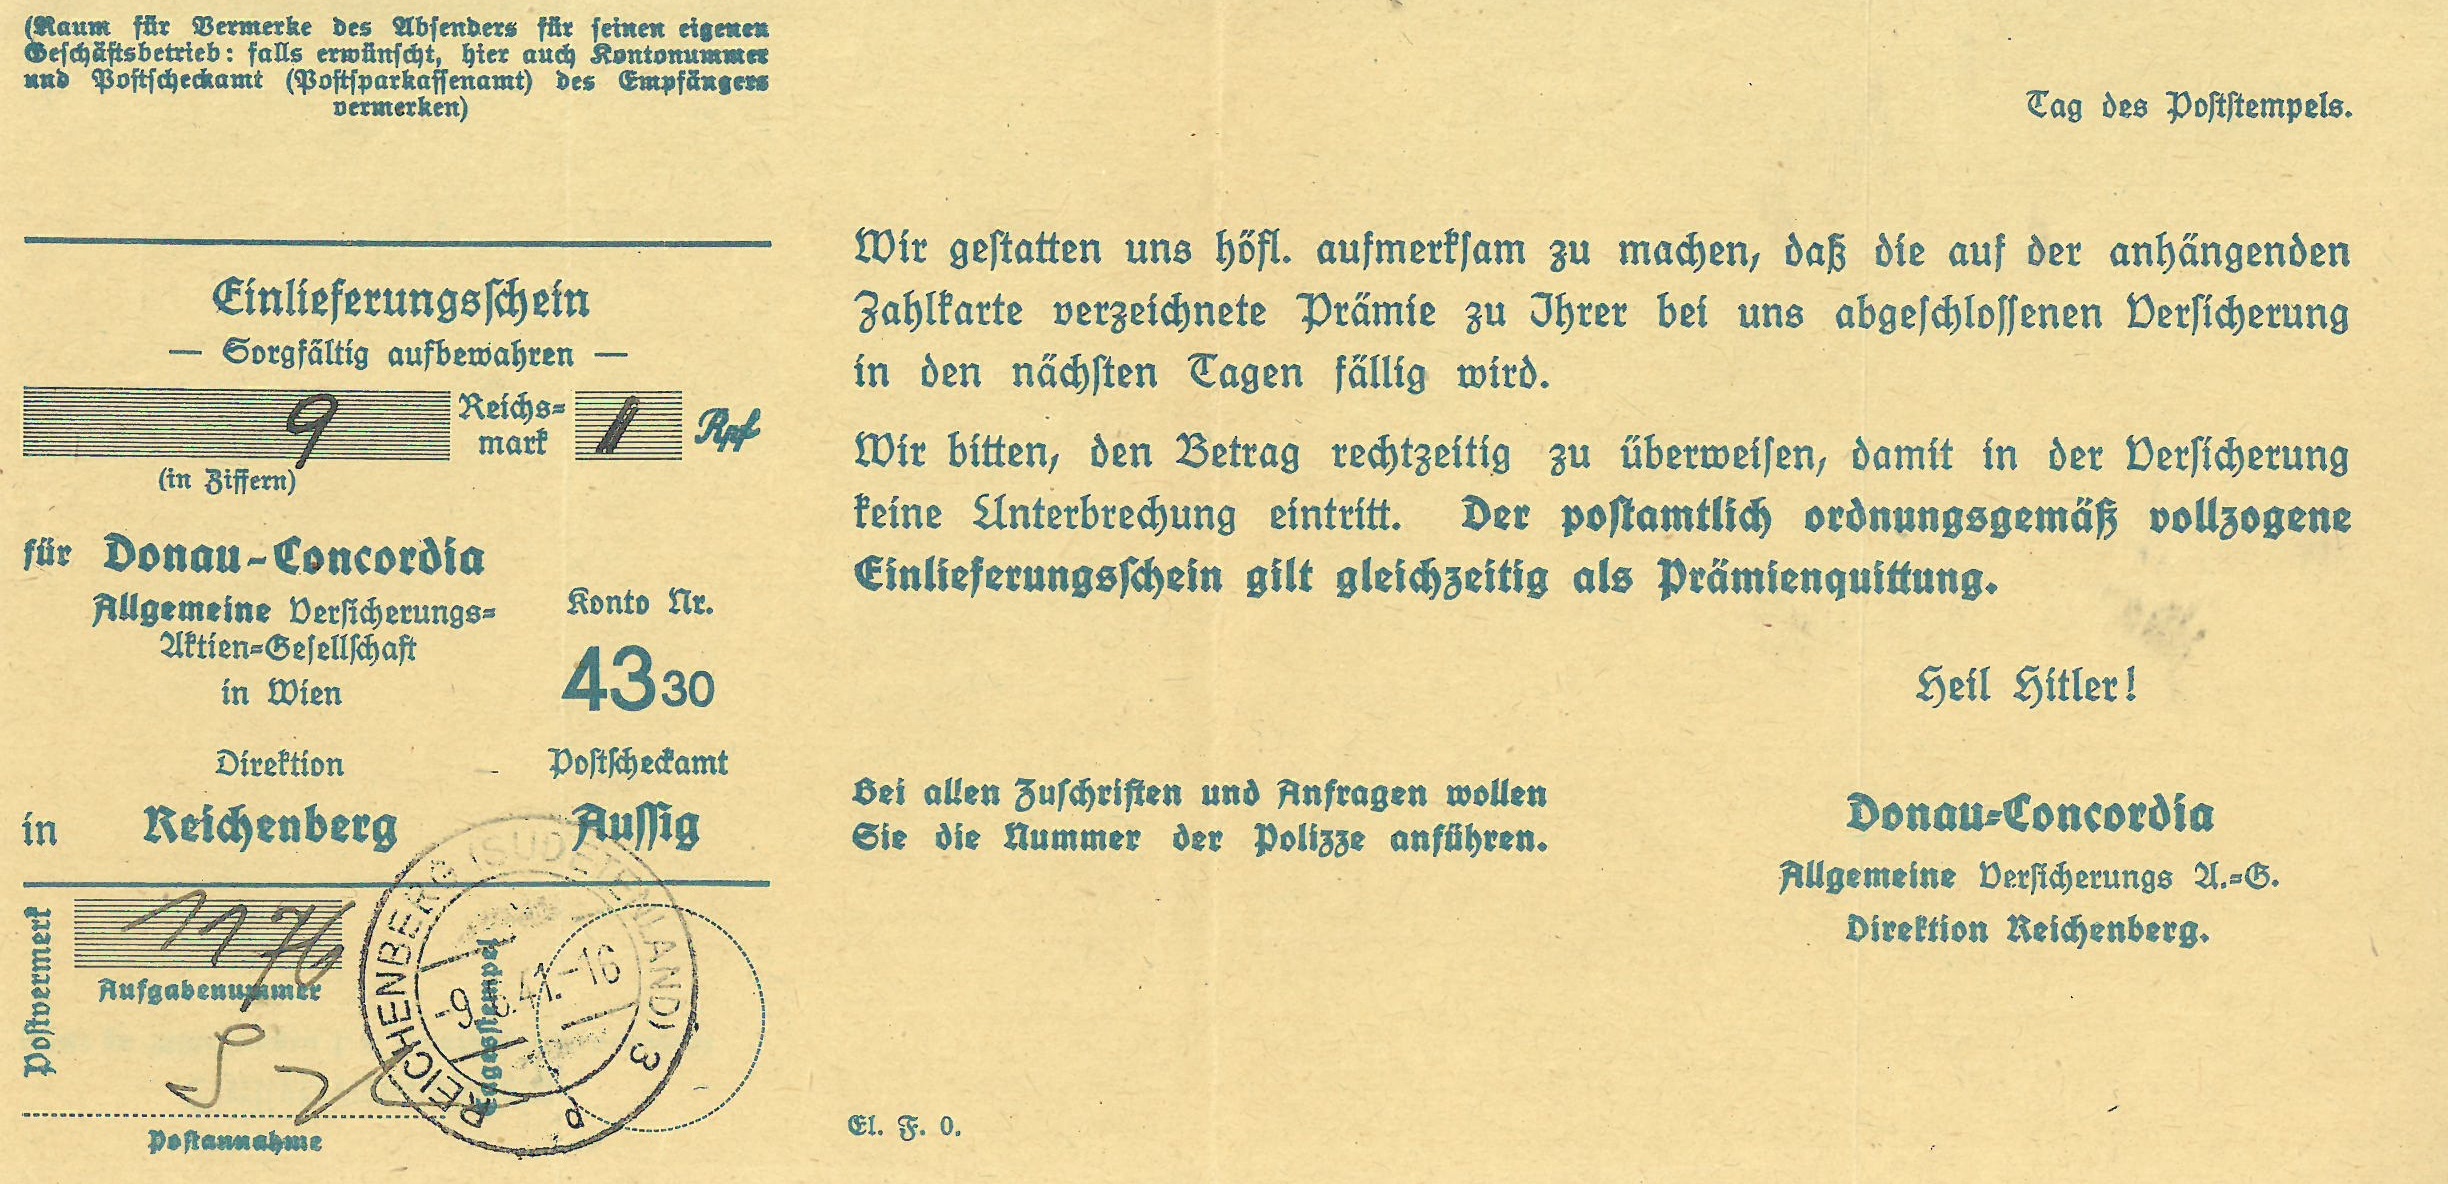 (Raum für Vermerke des Absenders für seinen eigenen
Geschäftsbetrieb: falls erwünscht, hier auch Kontonummer
und Postscheckamt (Postsparkassenamt) des Empfängers
vermerken)
Einlieferungsschein
— Sorgfältig aufbewahren —
9 Reichs-
mark Rpf
(in Ziffern)
für Donau-Concordia
Allgemeine Versicherungs-
Aktien-Gesellschaft
in Wien
Konto Nr.
4330
Direktion Postscheckamt
in Reichenberg Aussig
Postvermerk
Aufgabenummer
Tagesstempel
REICHENBERG (SUDETENLAND) 3
-9. .41.-16
P
Postannahme
Tag des Poststempels.
Wir gestatten uns höfl. aufmerksam zu machen, daß die auf der anhängenden
Zahlkarte verzeichnete Prämie zu Ihrer bei uns abgeschlossenen Versicherung
in den nächsten Tagen fällig wird.
Wir bitten, den Betrag rechtzeitig zu überweisen, damit in der Versicherung
keine Unterbrechung eintritt. Der postamtlich ordnungsgemäß vollzogene
Einlieferungsschein gilt gleichzeitig als Prämienquittung.
Heil Hitler!
Bei allen Zuschriften und Anfragen wollen
Sie die Nummer der Polizze anführen.
Donau-Concordia
Allgemeine Versicherungs A.-G.
Direktion Reichenberg.
El. F. O.